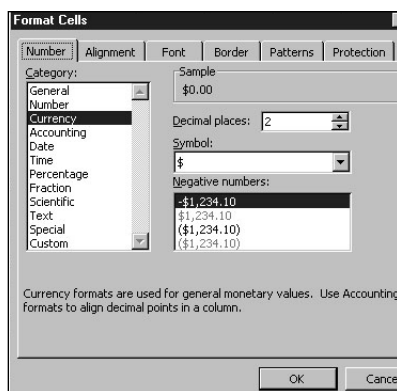 Format Cells
Number Alignment Font Border Patterns Protection
Category:
General
Number
Currency
Accounting
Date
Time
Percentage
Fraction
Scientific
Text
Special
Custom
Sample
$0.00
Decimal places: 2
Symbol:
$
Negative numbers:
-$1,234.10
$1,234.10
($1,234.10)
($1,234.10)
Currency formats are used for general monetary values. Use Accounting
formats to align decimal points in a column.
OK Cance